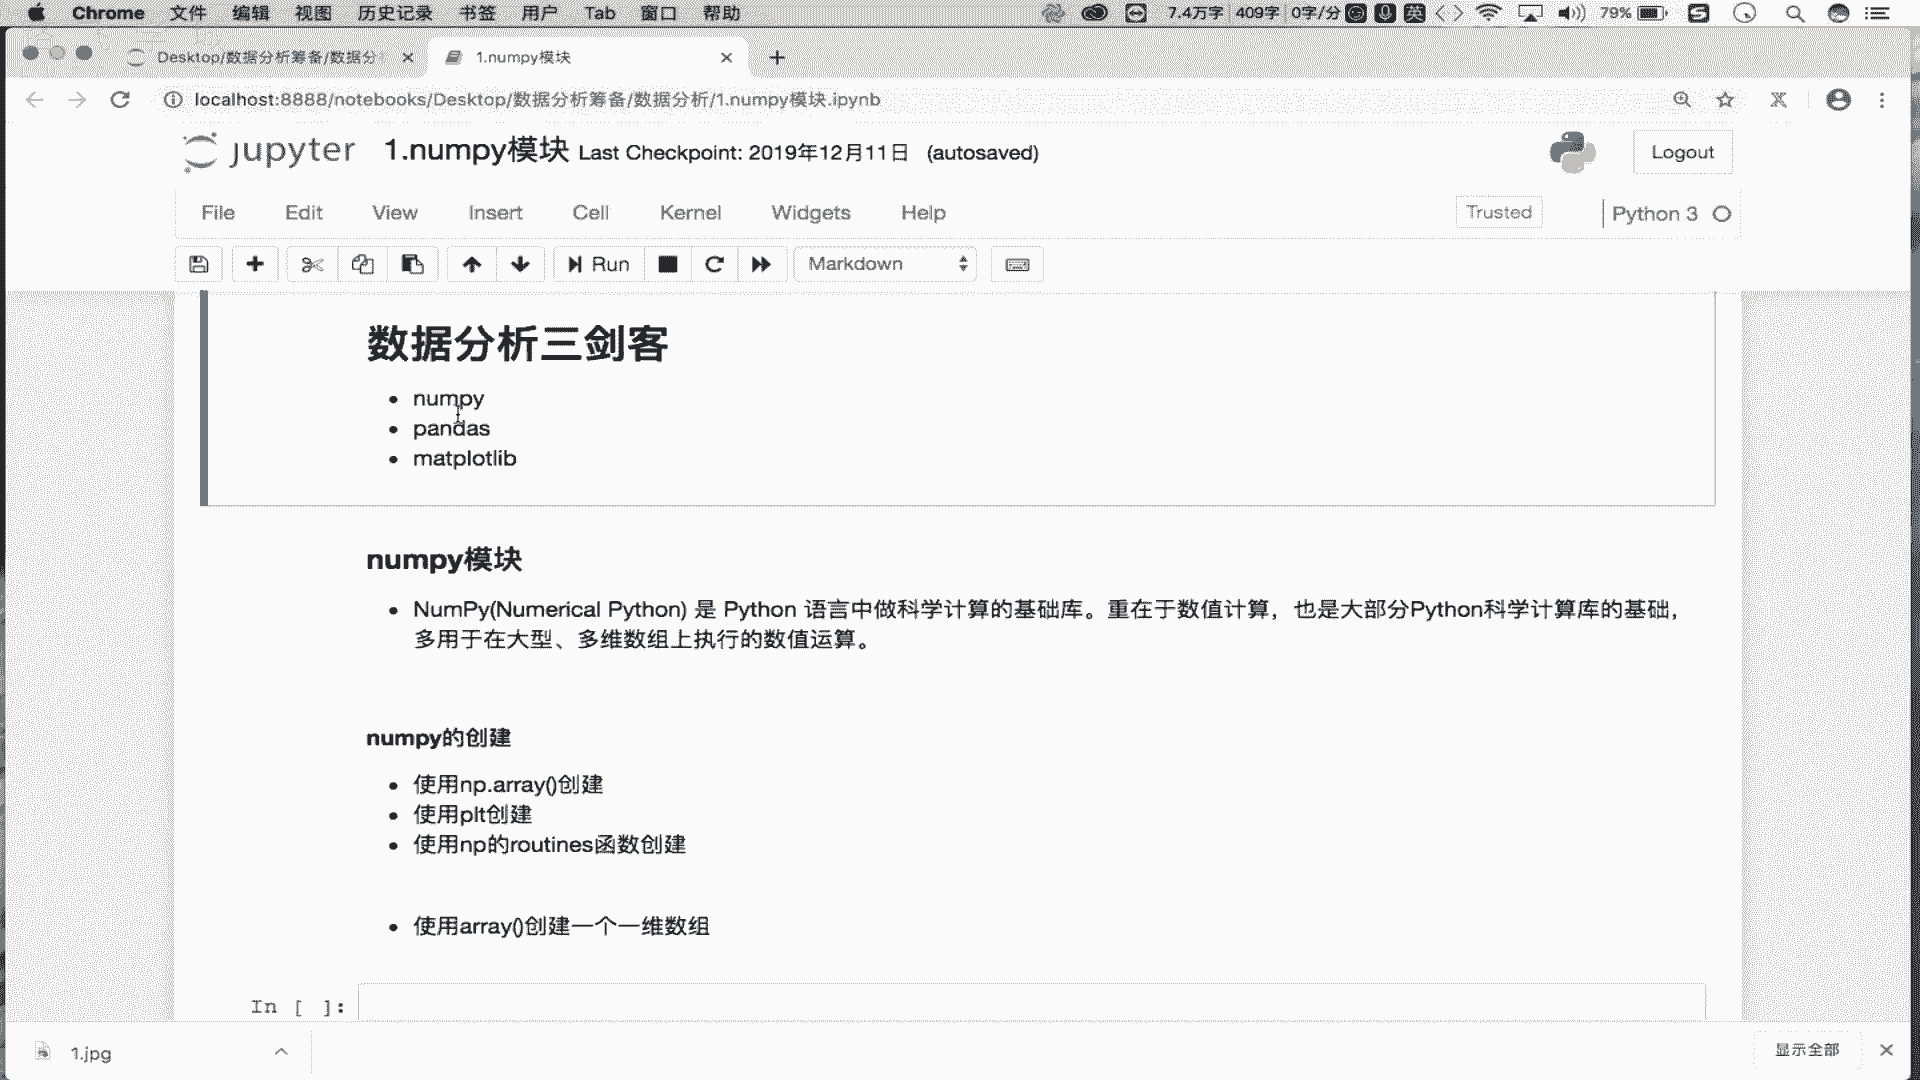 Chrome 文件 编辑 视图 历史记录 书签 用户 Tab 窗口 帮助 7.4万字 409字 0字/分 英 79%
Desktop/数据分析筹备/数据分 1.numpy模块
localhost:8888/notebooks/Desktop/数据分析筹备/数据分析/1.numpy模块.ipynb
jupyter 1.numpy模块 Last Checkpoint: 2019年12月11日 (autosaved) Logout
File Edit View Insert Cell Kernel Widgets Help Trusted Python 3
Run Markdown
数据分析三剑客
numpy
pandas
matplotlib
numpy模块
NumPy(Numerical Python) 是 Python 语言中做科学计算的基础库。重在于数值计算，也是大部分Python科学计算库的基础，
多用于在大型、多维数组上执行的数值运算。
numpy的创建
使用np.array()创建
使用plt创建
使用np的routines函数创建
使用array()创建一个一维数组
In [ ]:
1.jpg 显示全部